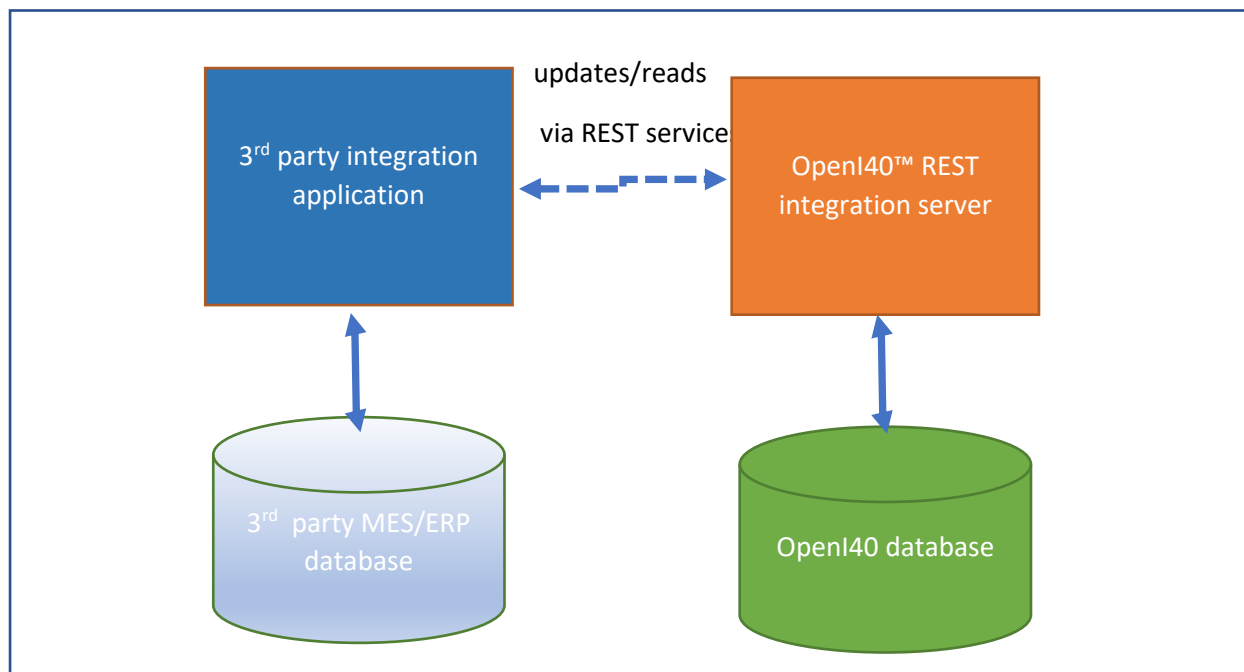 updates/reads
via REST services
3rd party integration
application
OpenI40™ REST
integration server
3rd party MES/ERP
database
OpenI40 database